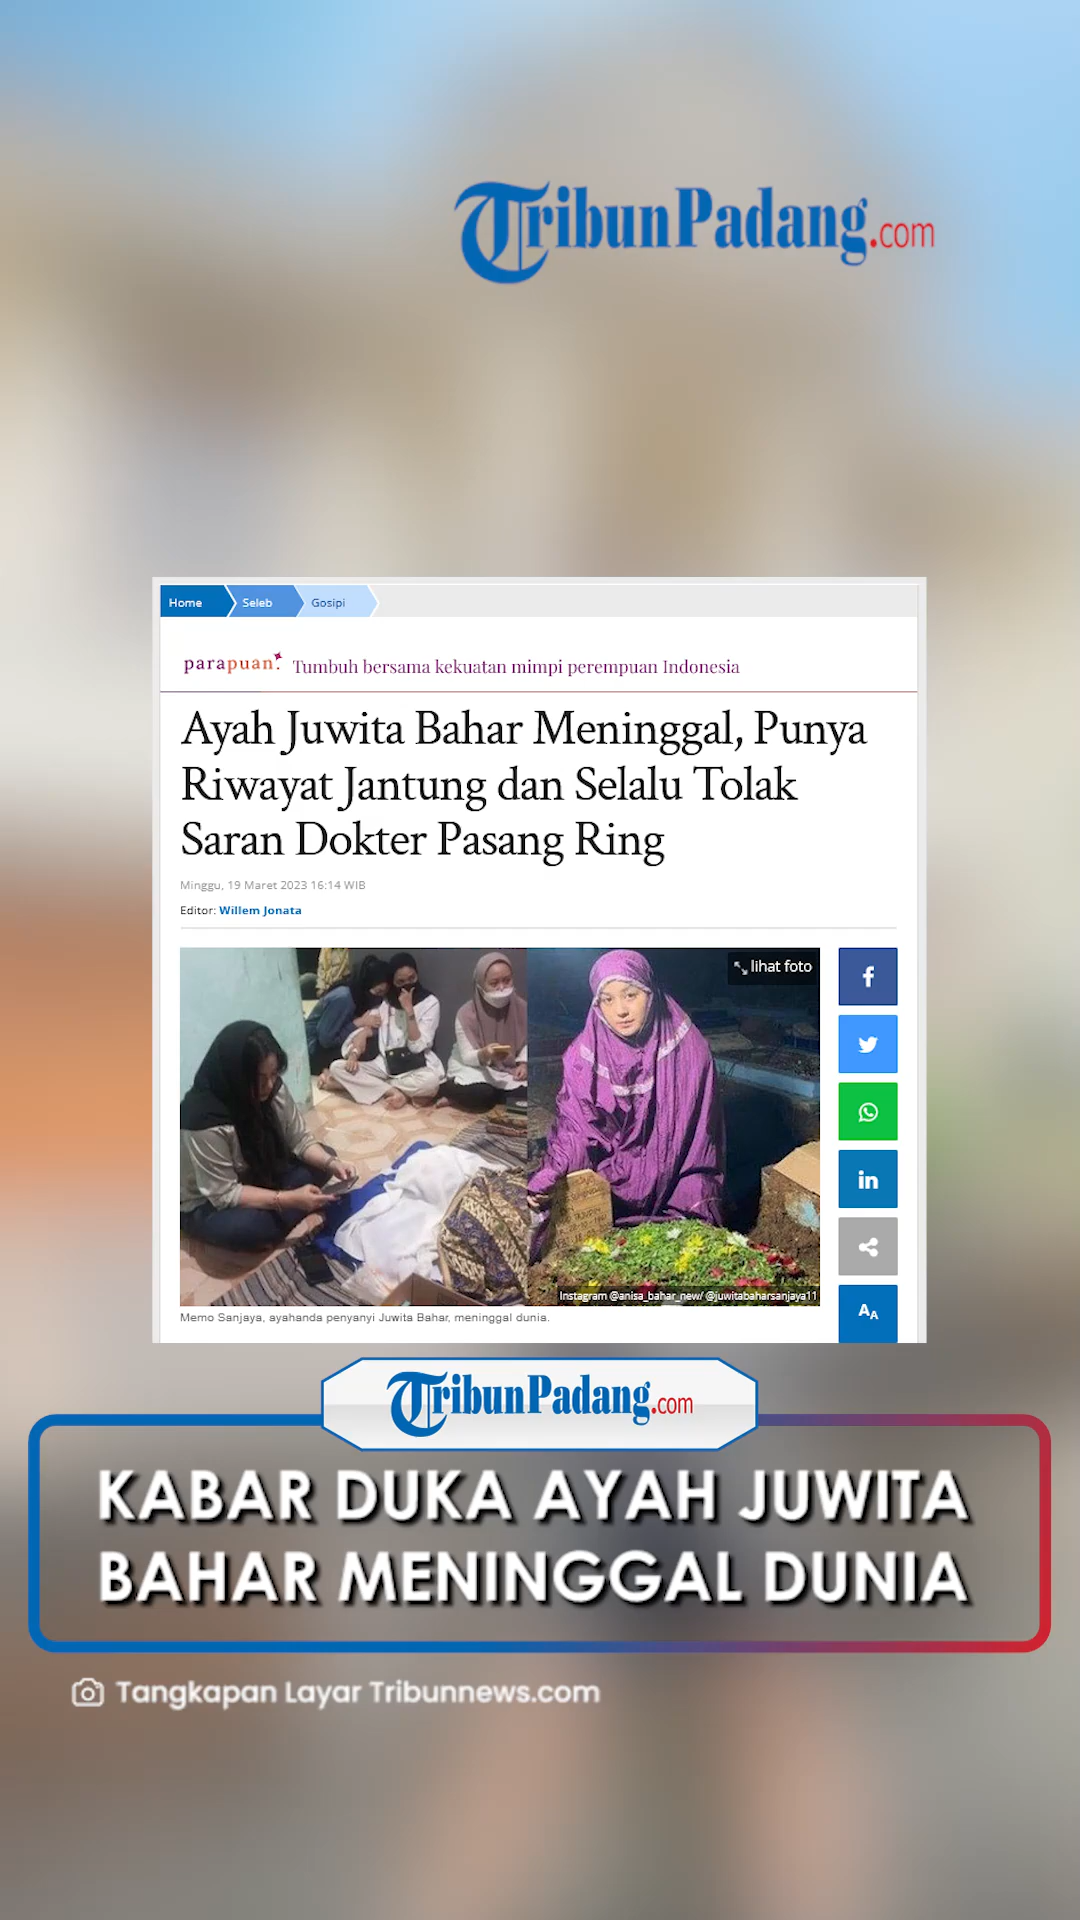 TribunPadang.com
Home Seleb Gosipi
parapuan. Tumbuh bersama kekuatan mimpi perempuan Indonesia
Ayah Juwita Bahar Meninggal, Punya
Riwayat Jantung dan Selalu Tolak
Saran Dokter Pasang Ring
Minggu, 19 Maret 2023 16:14 WIB
Editor: Willem Jonata
lihat foto
Instagram @anisa_bahar_new/ @juwitabaharsanjaya11
Memo Sanjaya, ayahanda penyanyi Juwita Bahar, meninggal dunia.
TribunPadang.com
KABAR DUKA AYAH JUWITA
BAHAR MENINGGAL DUNIA
Tangkapan Layar Tribunnews.com